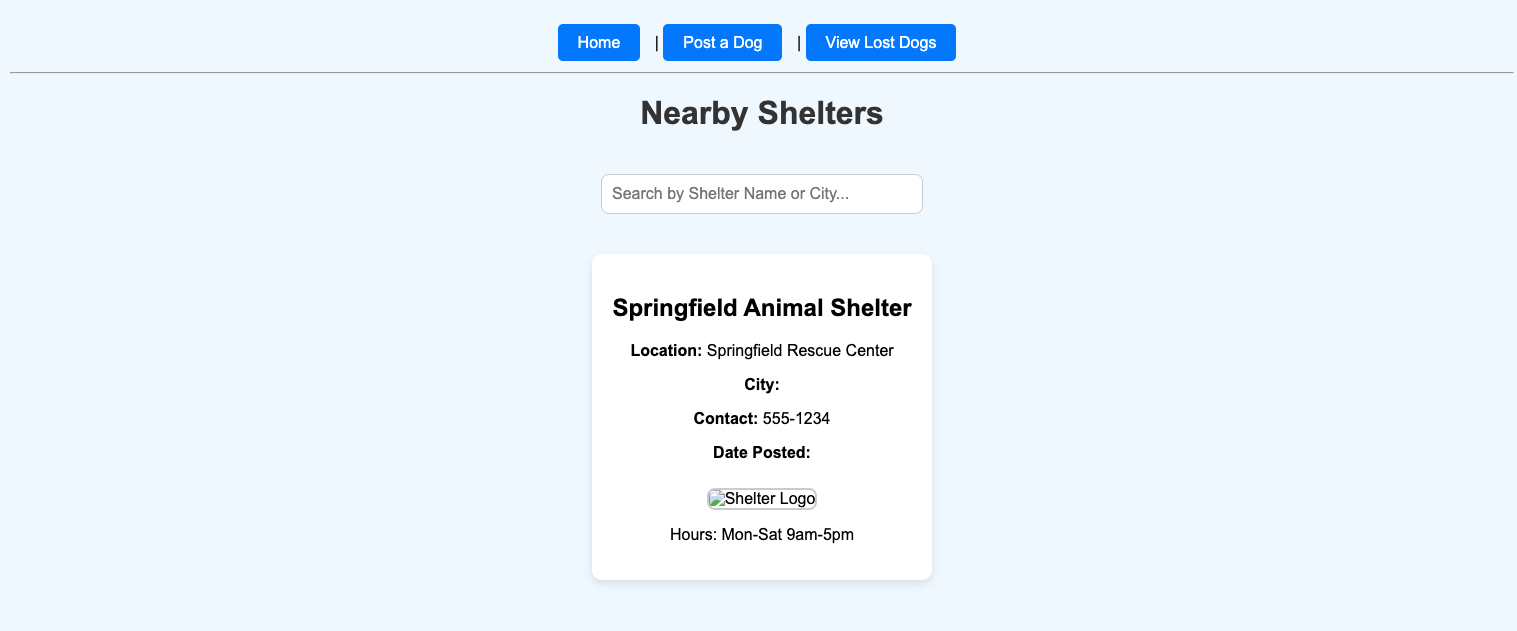 Home | Post a Dog | View Lost Dogs
Nearby Shelters
Search by Shelter Name or City...
Springfield Animal Shelter
Location: Springfield Rescue Center
City:
Contact: 555-1234
Date Posted:
Shelter Logo
Hours: Mon-Sat 9am-5pm